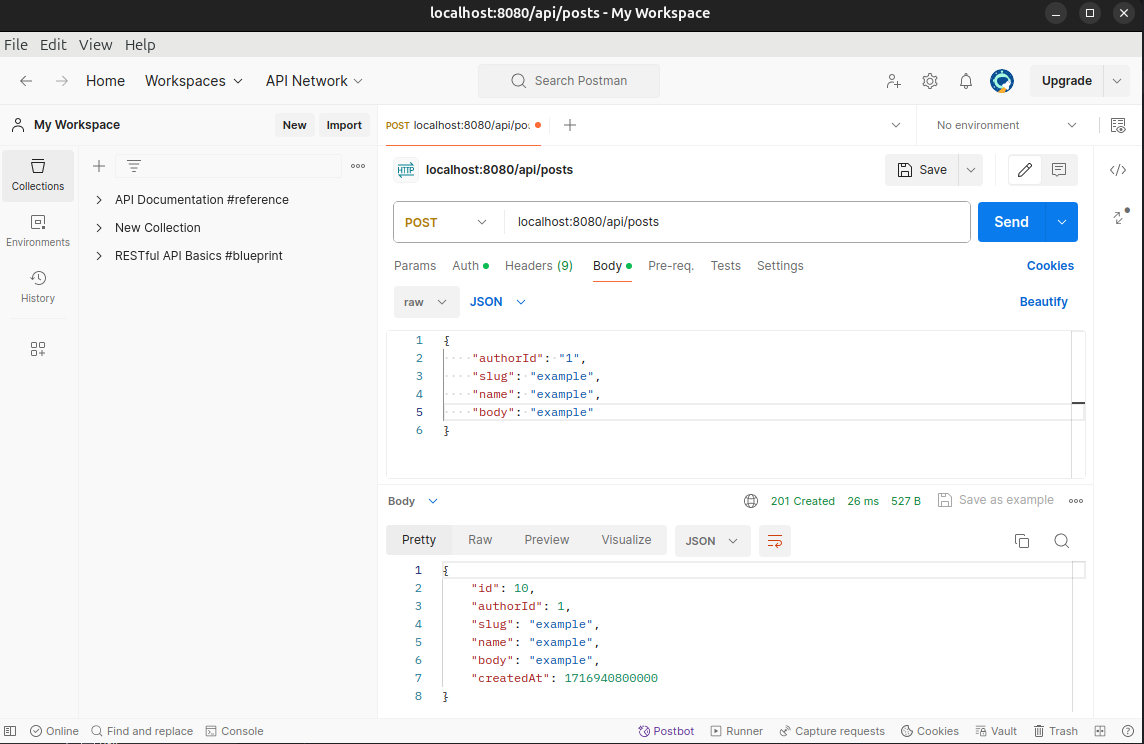 localhost:8080/api/posts - My Workspace
File Edit View Help
Home Workspaces API Network Search Postman Upgrade
My Workspace New Import POST localhost:8080/api/po No environment
Collections
Environments
History
API Documentation #reference
New Collection
RESTful API Basics #blueprint
HTTP localhost:8080/api/posts Save
POST localhost:8080/api/posts Send
Params Auth Headers (9) Body Pre-req. Tests Settings Cookies
raw JSON Beautify
1 {
2 "authorId": "1",
3 "slug": "example",
4 "name": "example",
5 "body": "example"
6 }
Body 201 Created 26 ms 527 B Save as example
Pretty Raw Preview Visualize JSON
1 {
2 "id": 10,
3 "authorId": 1,
4 "slug": "example",
5 "name": "example",
6 "body": "example",
7 "createdAt": 1716940800000
8 }
Online Find and replace Console Postbot Runner Capture requests Cookies Vault Trash